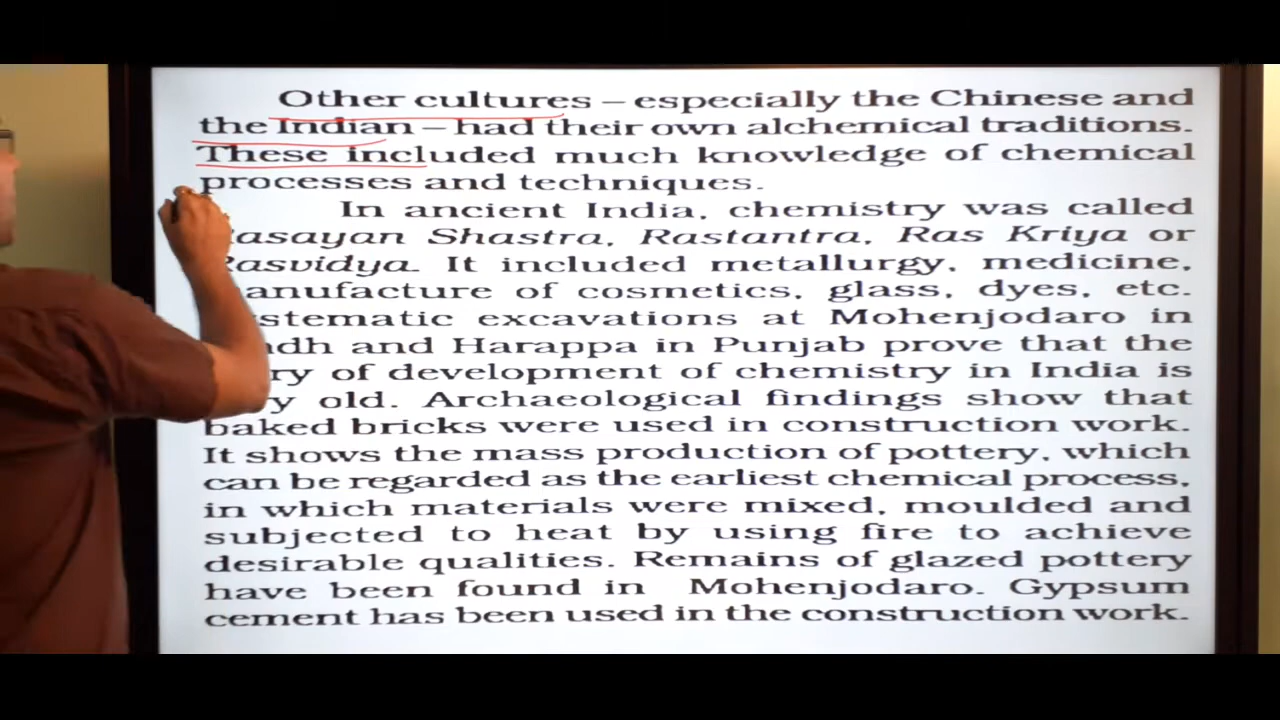 Other cultures – especially the Chinese and
the Indian – had their own alchemical traditions.
These included much knowledge of chemical
processes and techniques.
In ancient India, chemistry was called
Shastra, Rastantra, Ras Kriya or
Rasvidya. It included metallurgy, medicine,
of cosmetics, glass, dyes, etc.
excavations at Mohenjodaro in
and Harappa in Punjab prove that the
of development of chemistry in India is
old. Archaeological findings show that
baked bricks were used in construction work.
It shows the mass production of pottery, which
can be regarded as the earliest chemical process,
in which materials were mixed, moulded and
subjected to heat by using fire to achieve
desirable qualities. Remains of glazed pottery
have been found in Mohenjodaro. Gypsum
cement has been used in the construction work.